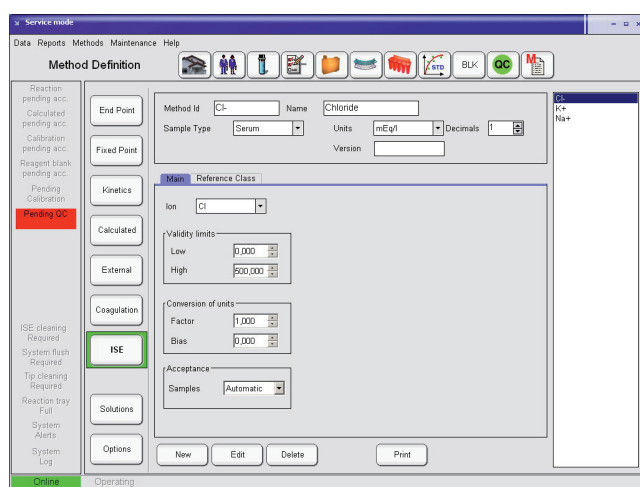 Service mode
Data Reports Methods Maintenance Help
Method Definition
STD
BLK
QC
M
Reaction
pending acc.
Calculated
pending acc.
Calibration
pending acc.
Reagent blank
pending acc.
Pending
Calibration
Pending QC
ISE cleaning
Required
System flush
Required
Tip cleaning
Required
Reaction tray
Full
System
Alerts
System
Log
End Point
Fixed Point
Kinetics
Calculated
External
Coagulation
ISE
Solutions
Options
Method Id Cl- Name Chloride
Sample Type Serum Units mEq/l Decimals 1
Version
Main Reference Class
Ion Cl
Validity limits
Low 0,000
High 500,000
Conversion of units
Factor 1,000
Bias 0,000
Acceptance
Samples Automatic
New Edit Delete Print
Cl-
K+
Na+
Online Operating